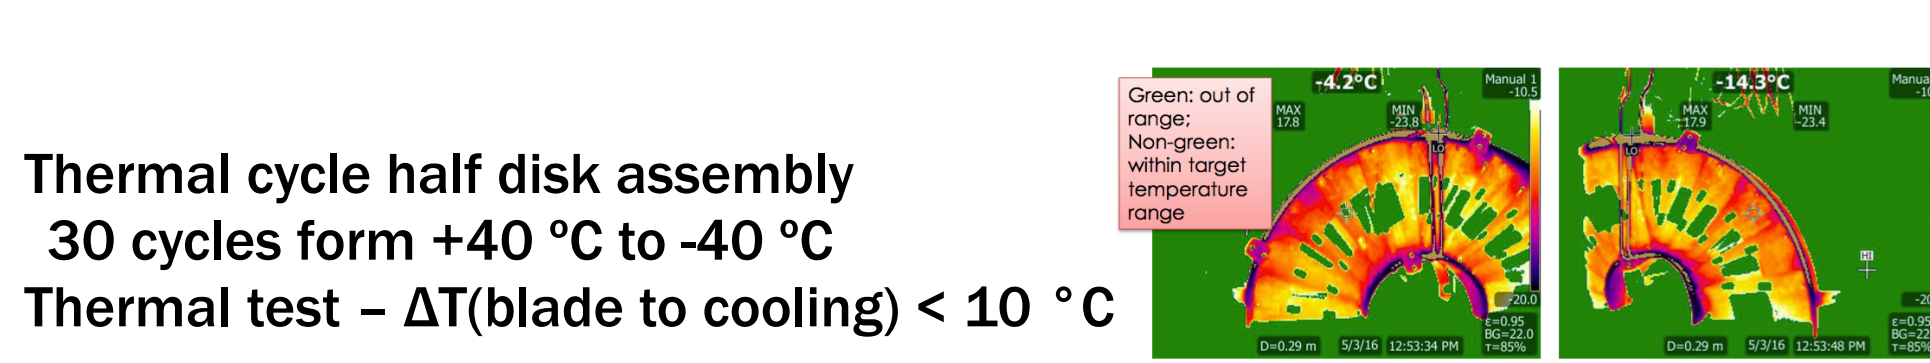 Thermal cycle half disk assembly
30 cycles form +40 ºC to -40 ºC
Thermal test – ΔT(blade to cooling) < 10 °C
Green: out of
range;
Non-green:
within target
temperature
range
-4.2°C
Manual 1
-10.5
MAX
17.8
MIN
-23.8
LO
-20.0
ε=0.95
BG=22.0
τ=85%
D=0.29 m 5/3/16 12:53:34 PM
-14.3°C
MAX
17.9
MIN
-23.4
LO
HI
ε=0.95
D=0.29 m 5/3/16 12:53:48 PM
τ=85%